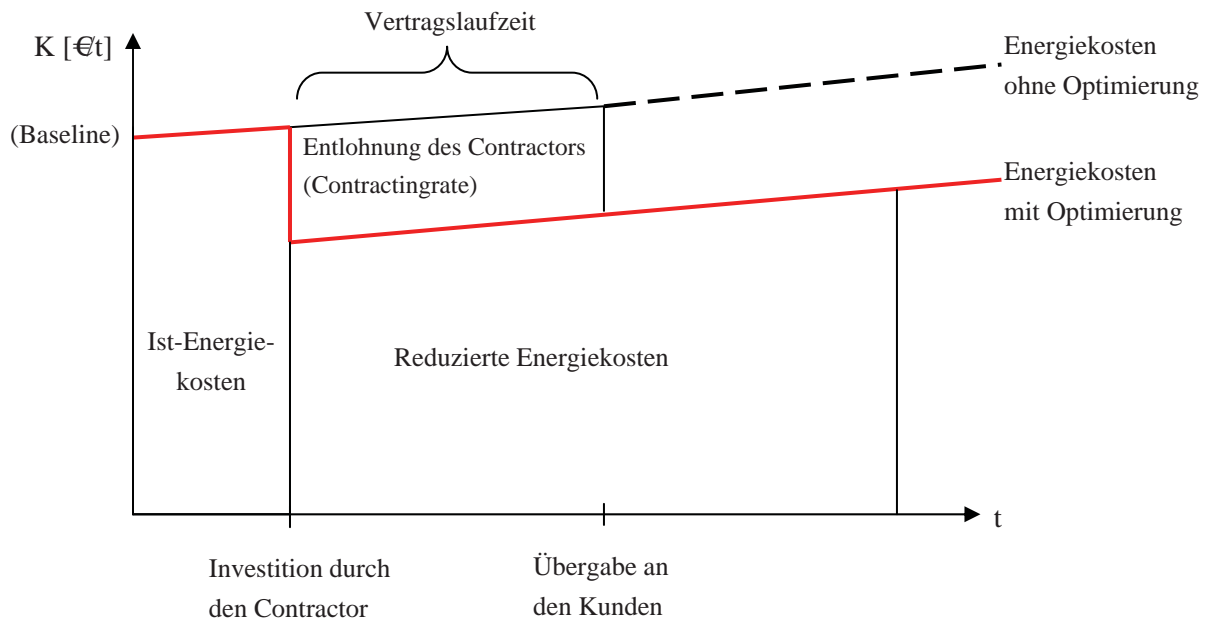 Vertragslaufzeit
K [€/t]
Energiekosten
ohne Optimierung
(Baseline)
Entlohnung des Contractors
(Contractingrate)
Energiekosten
mit Optimierung
Ist-Energie-
kosten
Reduzierte Energiekosten
t
Investition durch
den Contractor
Übergabe an
den Kunden